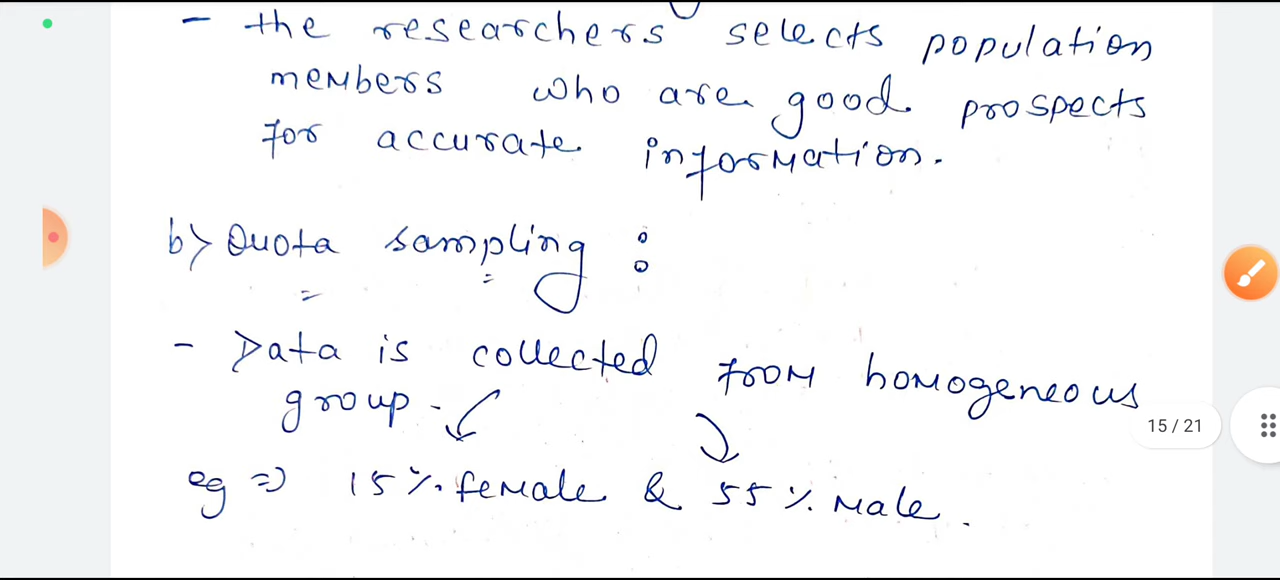 - the researchers selects population
members who are good prospects
for accurate information.
b) Quota sampling :
- Data is collected from homogeneous
group -
15 / 21
eg => 15% female & 55% Male.